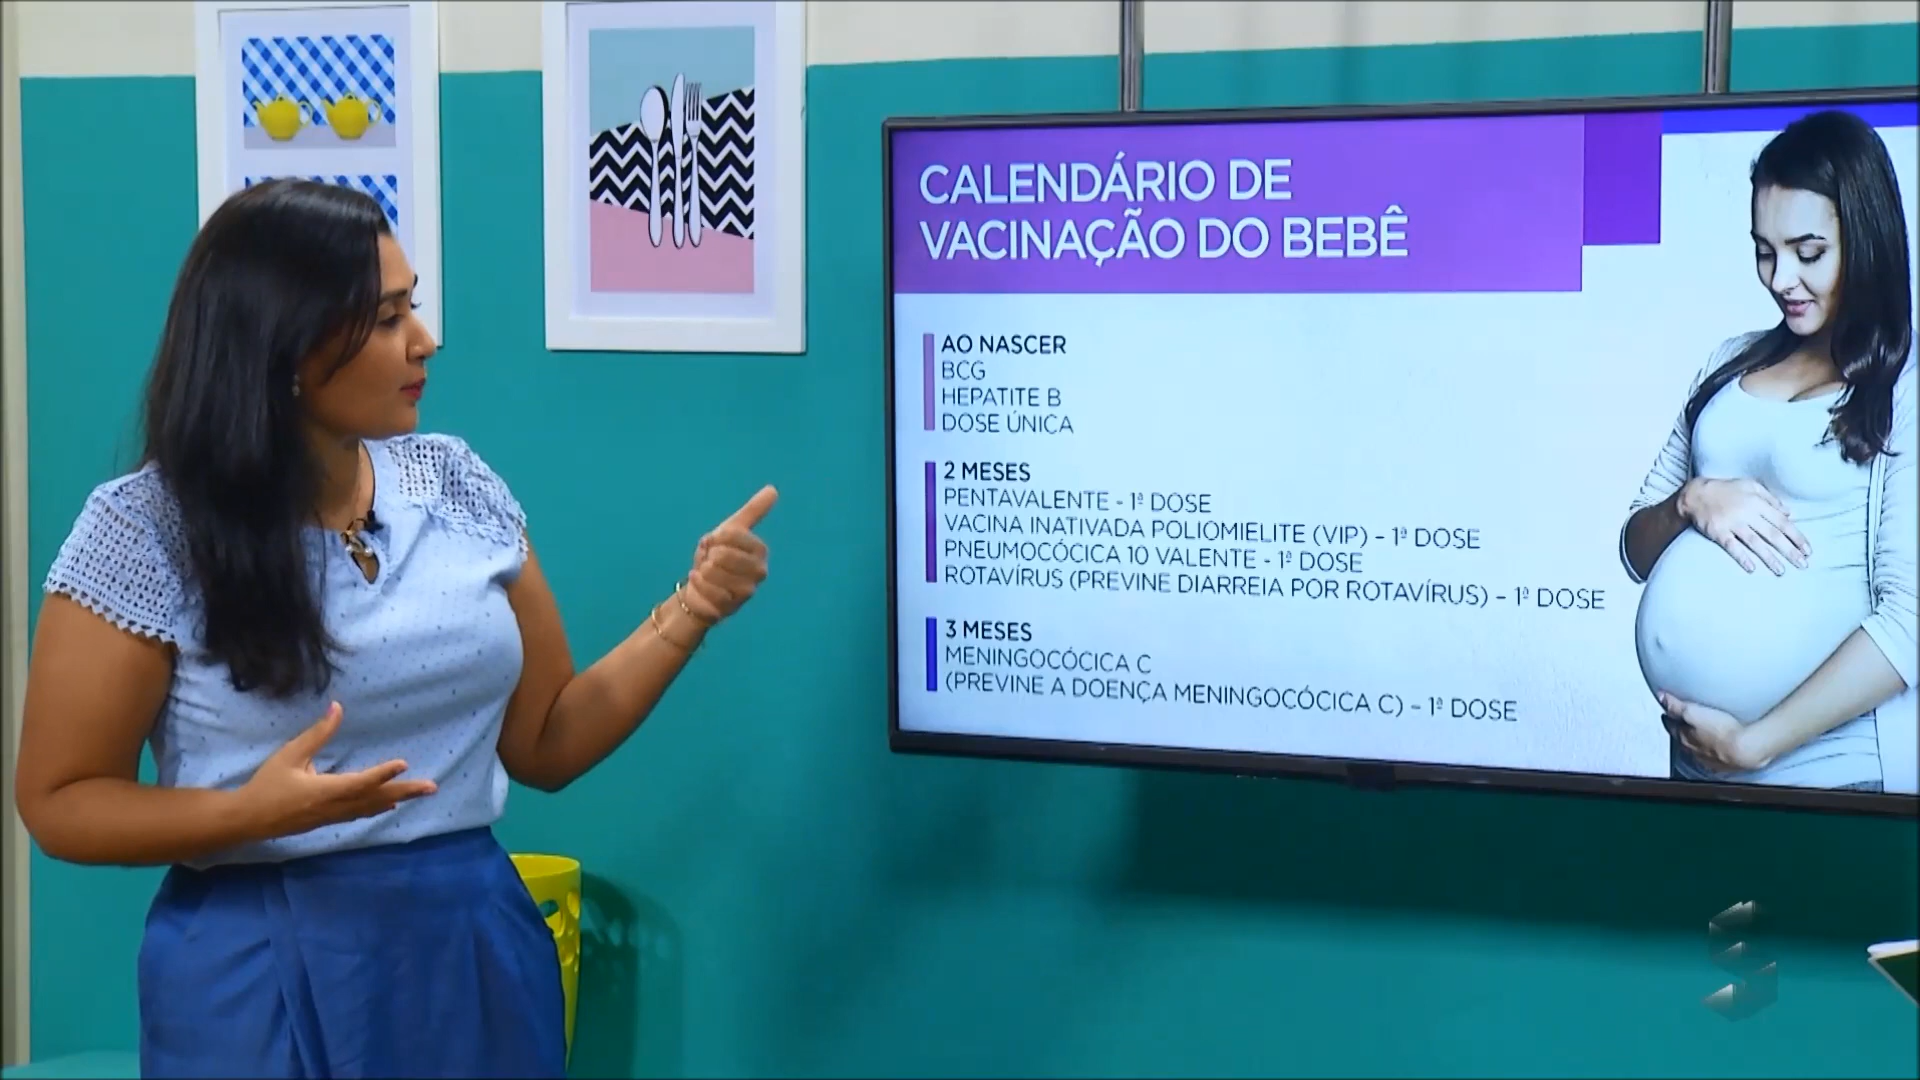 CALENDÁRIO DE
VACINAÇÃO DO BEBÊ
AO NASCER
BCG
HEPATITE B
DOSE ÚNICA
2 MESES
PENTAVALENTE - 1ª DOSE
VACINA INATIVADA POLIOMIELITE (VIP) – 1ª DOSE
PNEUMOCÓCICA 10 VALENTE - 1ª DOSE
ROTAVÍRUS (PREVINE DIARREIA POR ROTAVÍRUS) – 1ª DOSE
3 MESES
MENINGOCÓCICA C
(PREVINE A DOENÇA MENINGOCÓCICA C) – 1ª DOSE